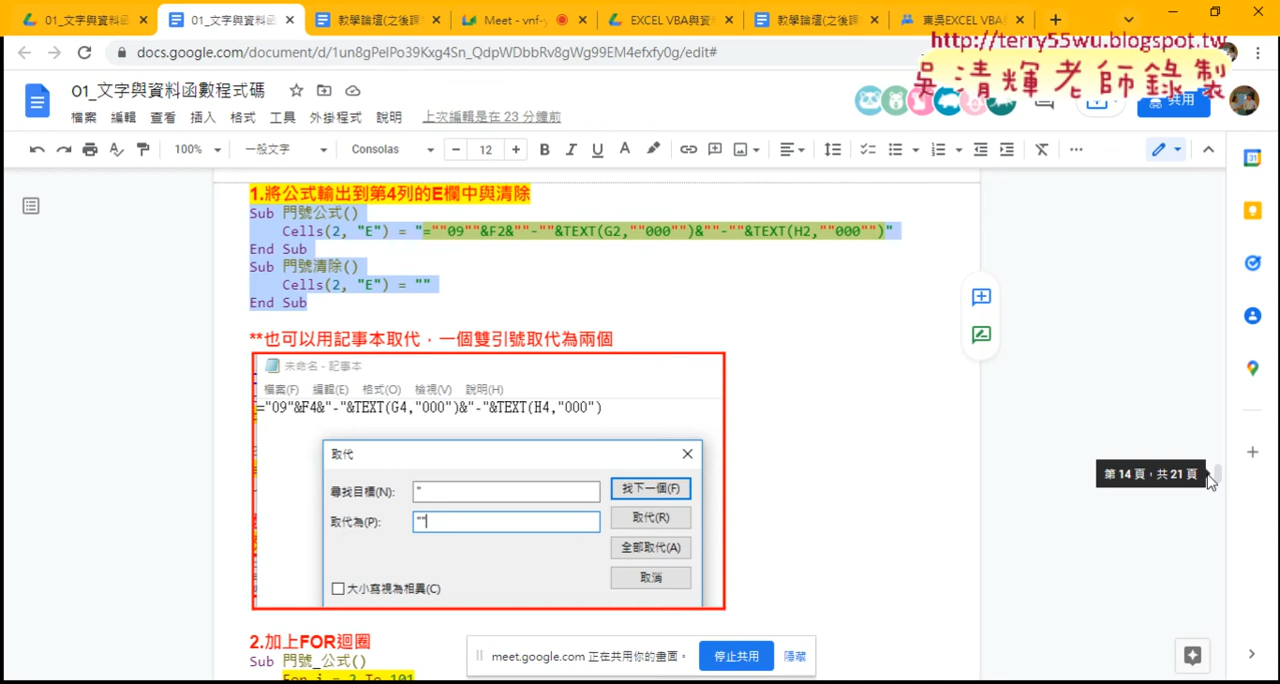 01_文字與資料函
01_文字與資料函
教學論壇(之後課
Meet - vnf-
EXCEL VBA與資
教學論壇(之後課
東吳EXCEL VBA
docs.google.com/document/d/1un8gPelPo39Kxg4Sn_QdpWDbbRv8gWg99EM4efxfy0g/edit#
http://terry55wu.blogspot.tw
吳清輝老師錄製
01_文字與資料函數程式碼
共用
檔案 編輯 查看 插入 格式 工具 外掛程式 說明 上次編輯是在 23 分鐘前
100% 一般文字 Consolas 12
1.將公式輸出到第4列的E欄中與清除
Sub 門號公式()
Cells(2, "E") = "=""09""&F2&""-""&TEXT(G2,""000"")&""-""&TEXT(H2,""000"")"
End Sub
Sub 門號清除()
Cells(2, "E") = ""
End Sub
**也可以用記事本取代，一個雙引號取代為兩個
未命名 - 記事本
檔案(F) 編輯(E) 格式(O) 檢視(V) 說明(H)
="09"&F4&"-"&TEXT(G4,"000")&"-"&TEXT(H4,"000")
取代
尋找目標(N): " 找下一個(F)
取代為(P): "" 取代(R)
全部取代(A)
取消
大小寫視為相異(C)
第 14 頁，共 21 頁
2.加上FOR迴圈
Sub 門號_公式()
For i = 2 To 101
meet.google.com 正在共用你的畫面。 停止共用 隱藏